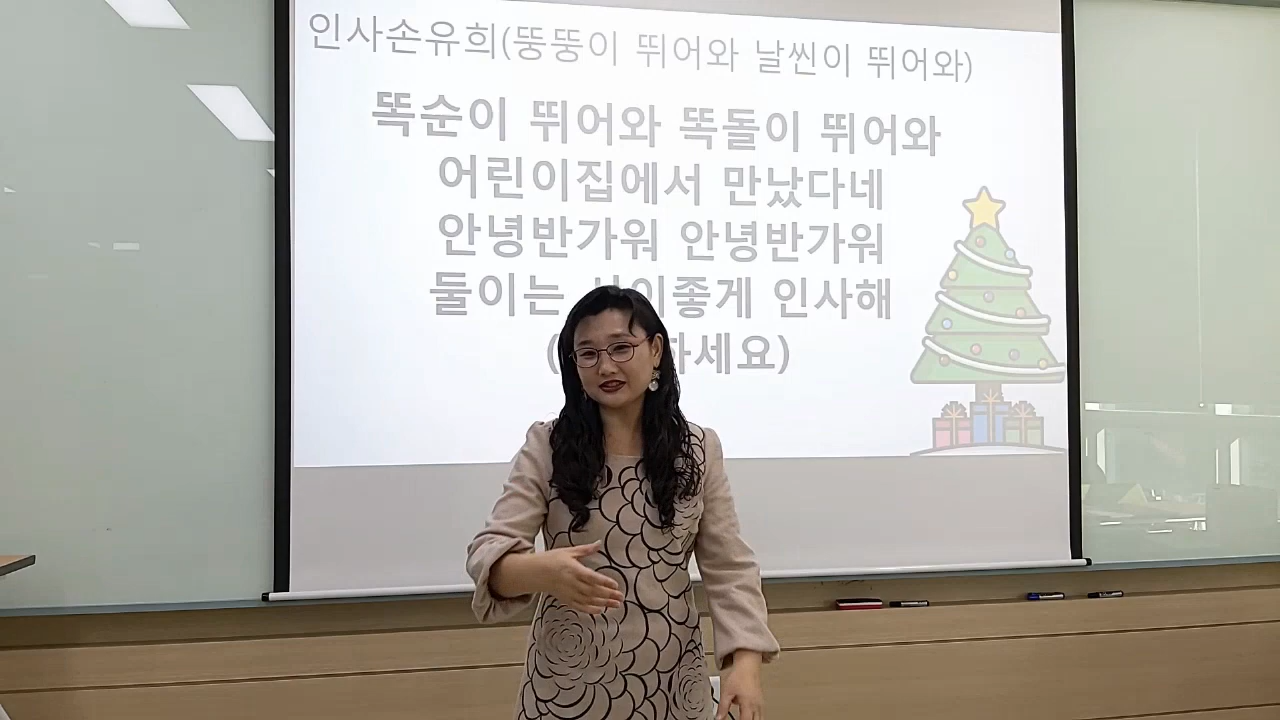 인사손유희(뚱뚱이 뛰어와 날씬이 뛰어와)
똑순이 뛰어와 똑돌이 뛰어와
어린이집에서 만났다네
안녕반가워 안녕반가워
둘이는 사이좋게 인사해
하세요)